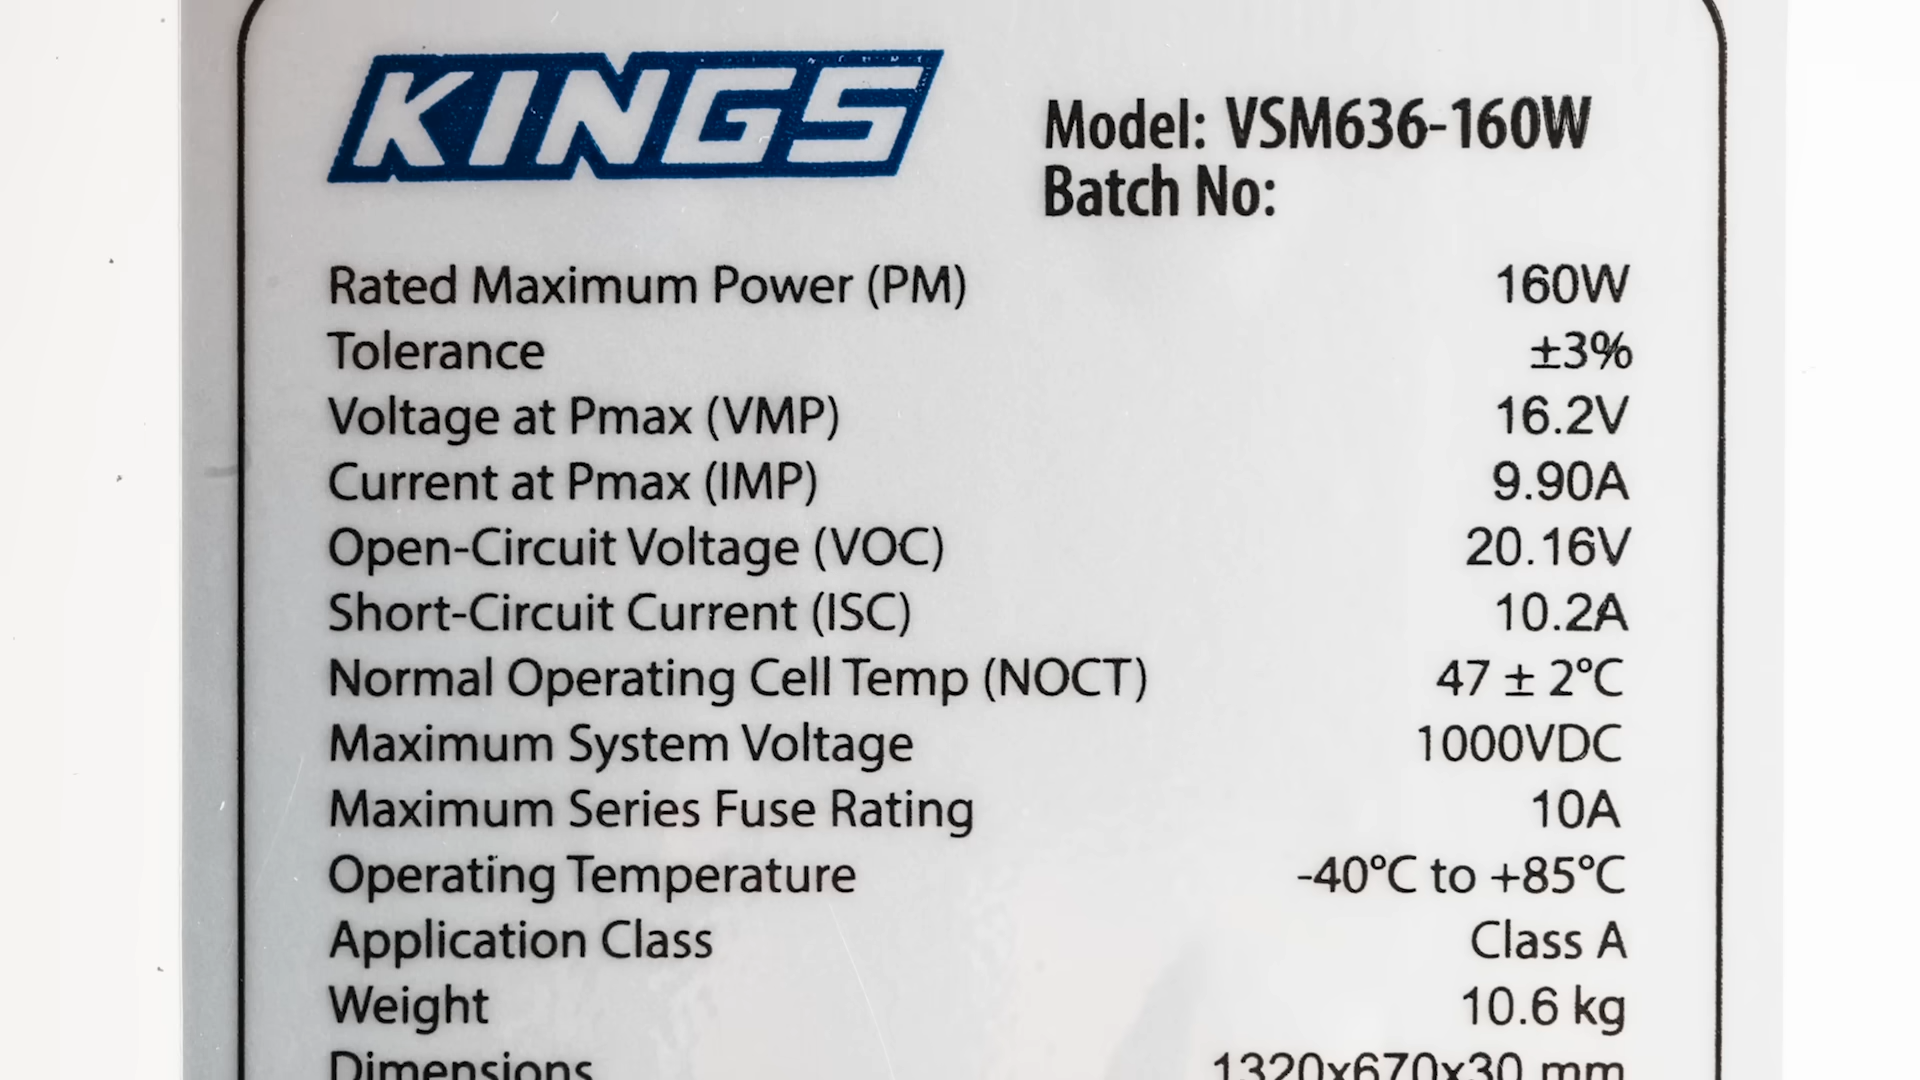 KINGS
Model: VSM636-160W
Batch No:
Rated Maximum Power (PM) 160W
Tolerance ±3%
Voltage at Pmax (VMP) 16.2V
Current at Pmax (IMP) 9.90A
Open-Circuit Voltage (VOC) 20.16V
Short-Circuit Current (ISC) 10.2A
Normal Operating Cell Temp (NOCT) 47 ± 2°C
Maximum System Voltage 1000VDC
Maximum Series Fuse Rating 10A
Operating Temperature -40°C to +85°C
Application Class Class A
Weight 10.6 kg
Dimensions 1320x670x30 mm